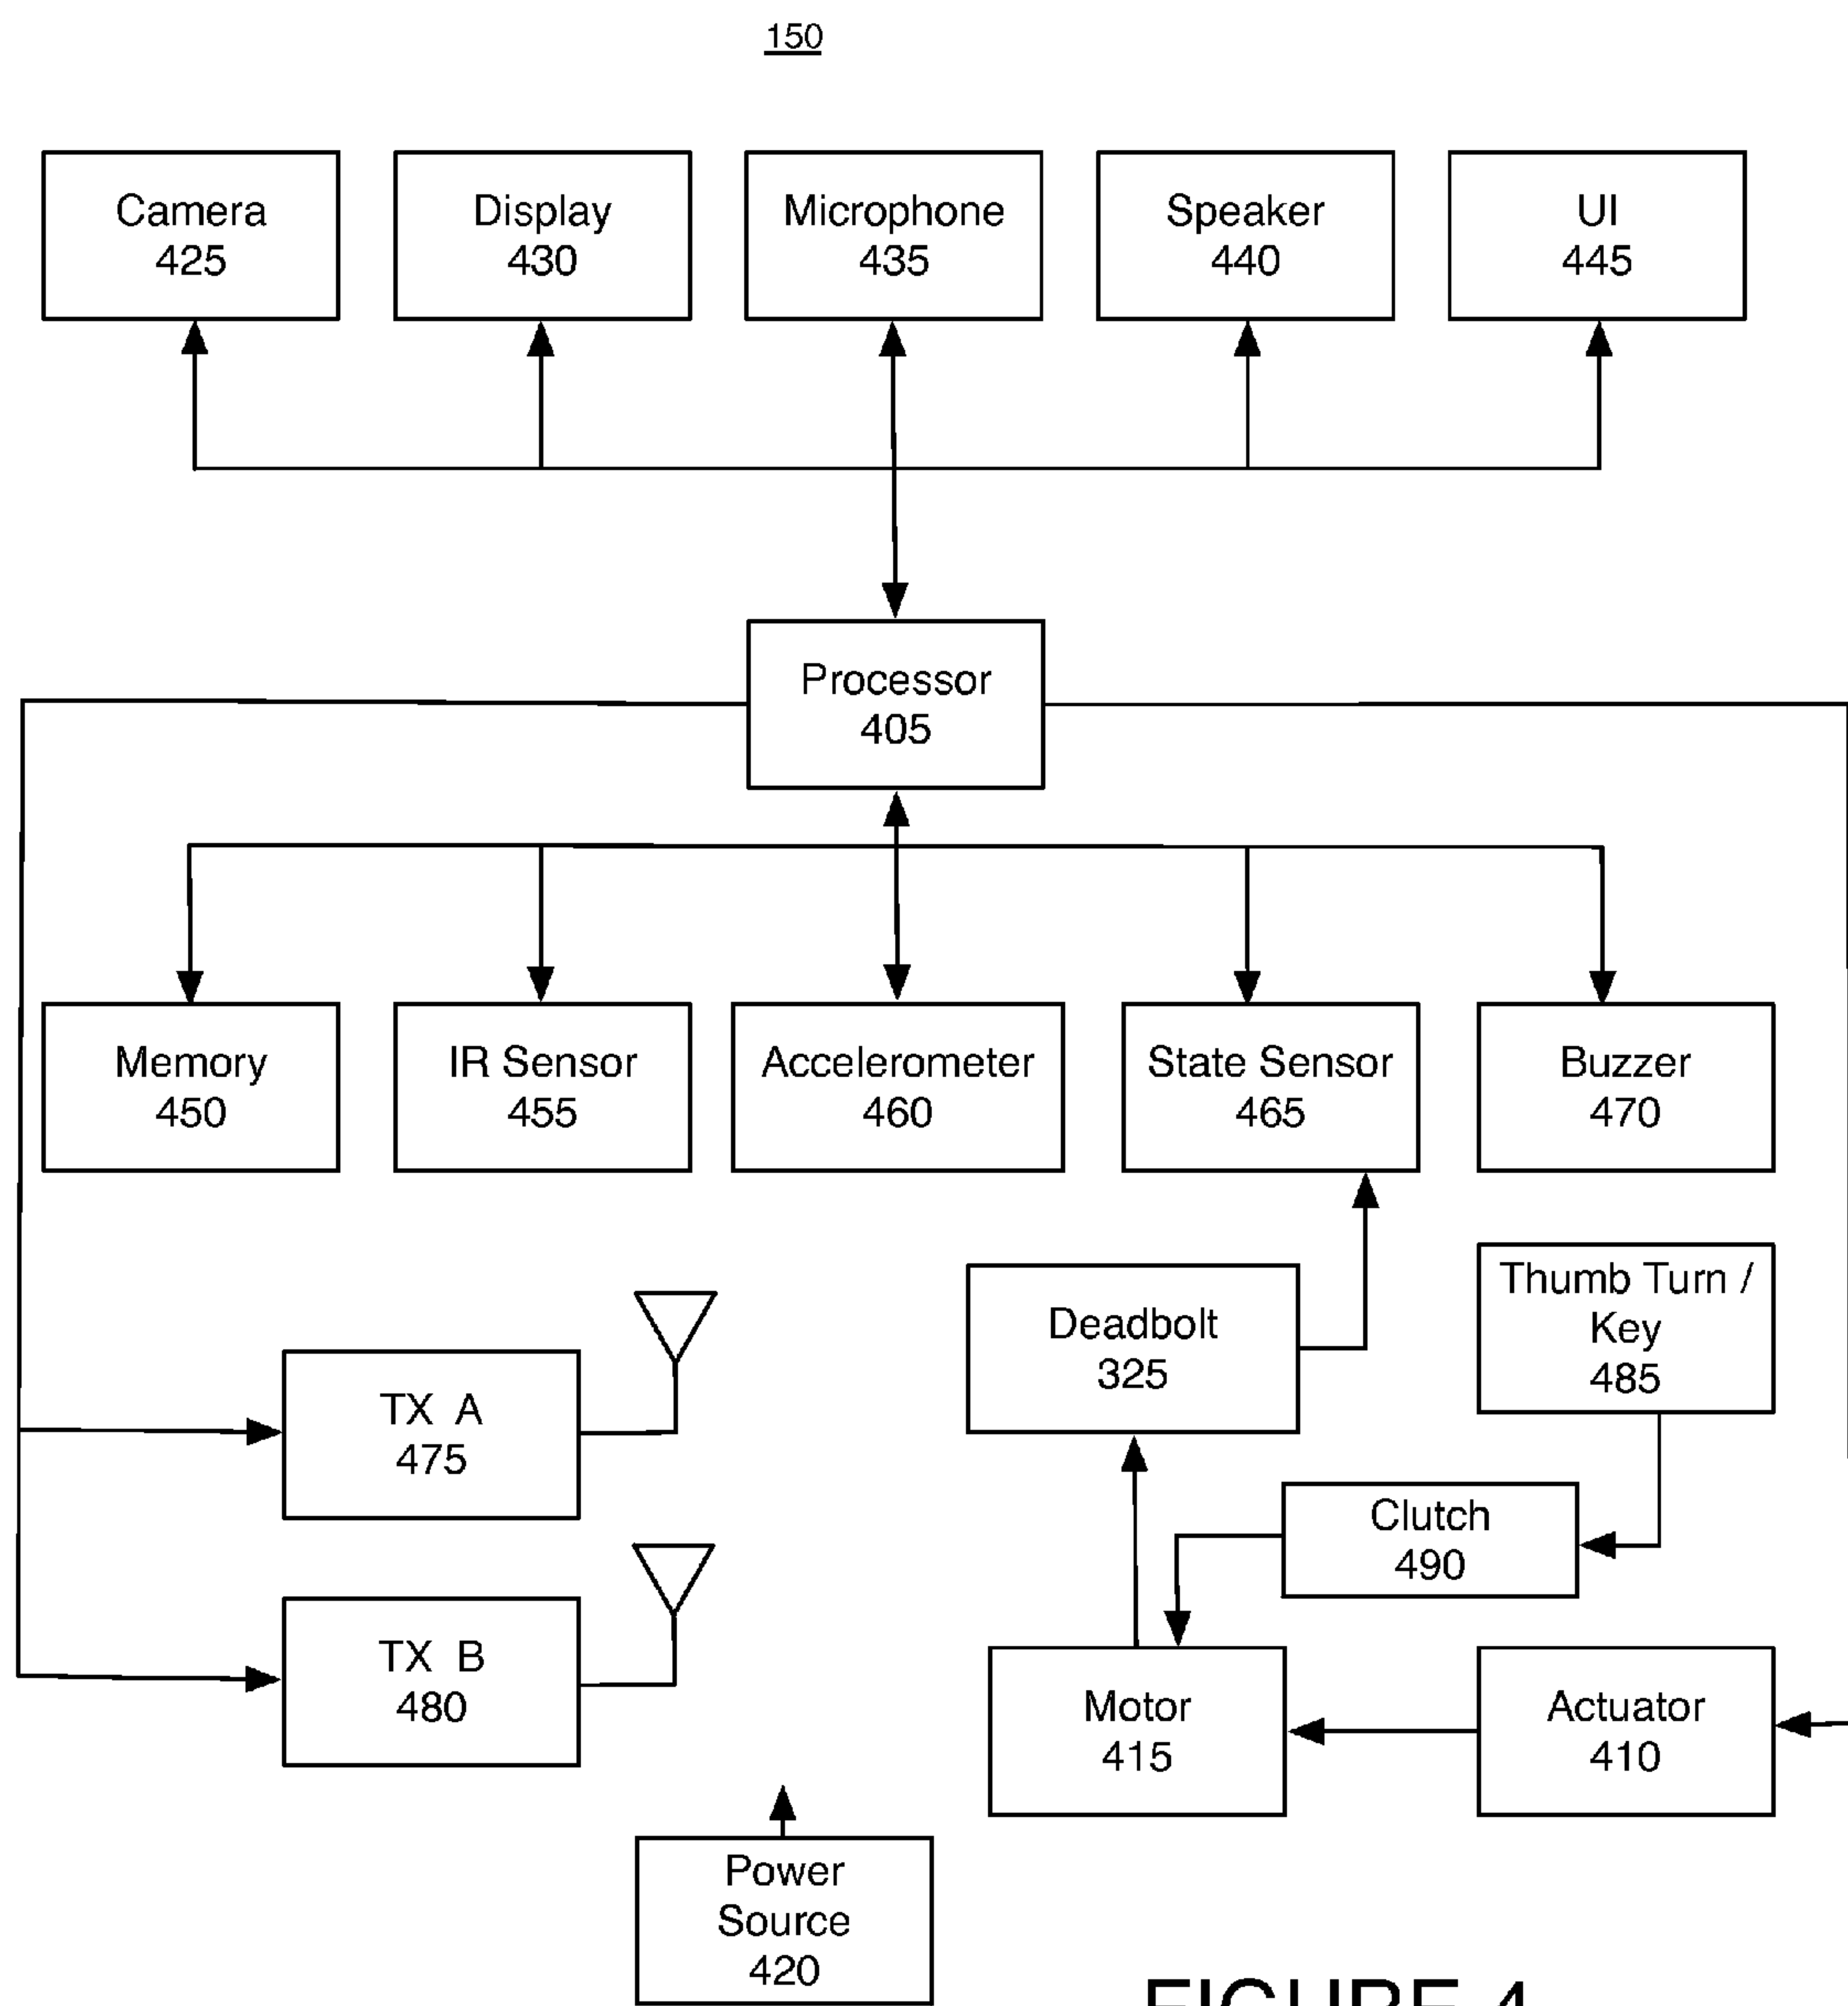 150
Camera
425
Display
430
Microphone
435
Speaker
440
UI
445
Processor
405
Memory
450
IR Sensor
455
Accelerometer
460
State Sensor
465
Buzzer
470
Deadbolt
325
Thumb Turn /
Key
485
TX A
475
Clutch
490
TX B
480
Motor
415
Actuator
410
Power
Source
420
FIGURE 4